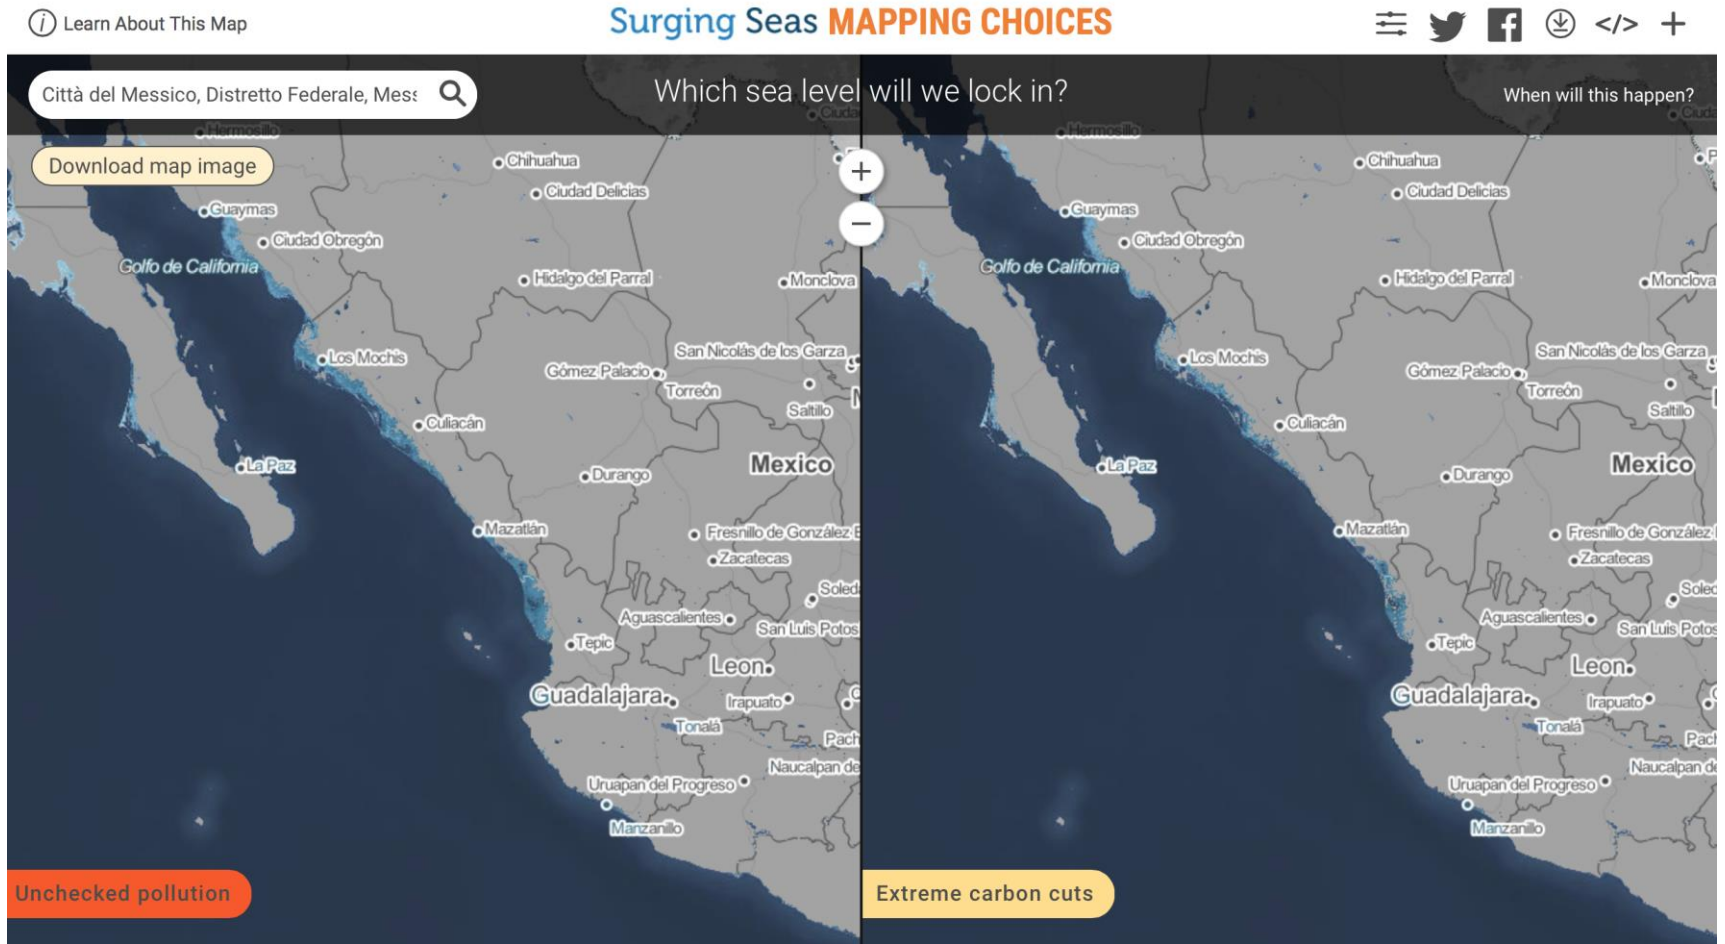 Learn About This Map
Surging Seas MAPPING CHOICES
</>
Città del Messico, Distretto Federale, Mess
Which sea level will we lock in?
When will this happen?
Download map image
Hermosillo
Chihuahua
Ciudad Delicias
Guaymas
Ciudad Obregón
Golfo de California
Hidalgo del Parral
Monclova
Los Mochis
San Nicolás de los Garza
Gómez Palacio
Torreón
Saltillo
Culiacán
La Paz
Durango
Mexico
Mazatlán
Fresnillo de González
Zacatecas
Soled
Aguascalientes
San Luis Potos
Tepic
Leon
Guadalajara
Irapuato
Tonalá
Pach
Naucalpan de
Uruapan del Progreso
Manzanillo
Unchecked pollution
+
−
Hermosillo
Chihuahua
Ciudad Delicias
Guaymas
Ciudad Obregón
Golfo de California
Hidalgo del Parral
Monclova
Los Mochis
San Nicolás de los Garza
Gómez Palacio
Torreón
Saltillo
Culiacán
La Paz
Durango
Mexico
Mazatlán
Fresnillo de González
Zacatecas
Soled
Aguascalientes
San Luis Potos
Tepic
Leon
Guadalajara
Irapuato
Tonalá
Pach
Naucalpan de
Uruapan del Progreso
Manzanillo
Extreme carbon cuts